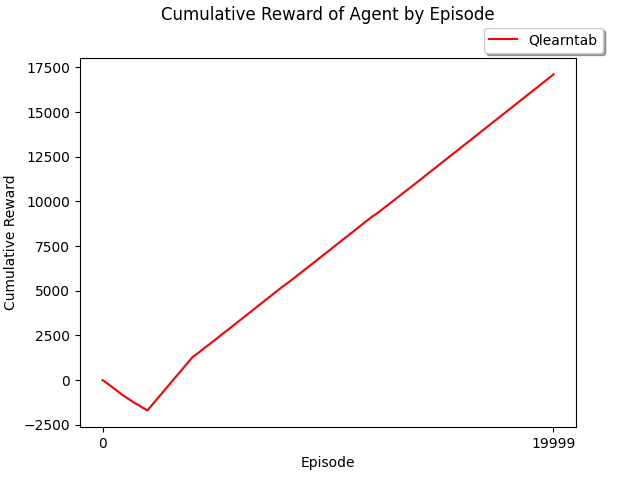 Cumulative Reward of Agent by Episode
Qlearntab
17500
15000
12500
10000
7500
5000
2500
0
−2500
Cumulative Reward
0
19999
Episode